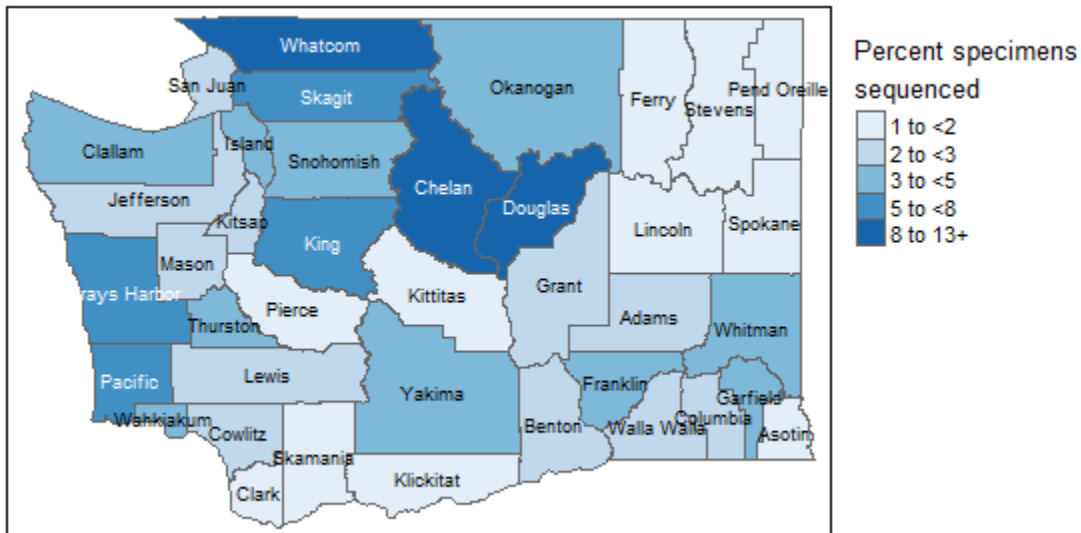 Percent specimens
sequenced
1 to <2
2 to <3
3 to <5
5 to <8
8 to 13+
Whatcom
San Juan
Skagit
Okanogan
Ferry
Stevens
Pend Oreille
Clallam
Island
Snohomish
Jefferson
Chelan
Douglas
Kitsap
King
Lincoln
Spokane
Mason
Grant
rays Harbor
Kittitas
Pierce
Adams
Thurston
Whitman
Pacific
Lewis
Yakima
Franklin
Garfield
Wahkiakum
Cowlitz
Benton
Walla Walla
Columbia
Asotin
Skamania
Klickitat
Clark